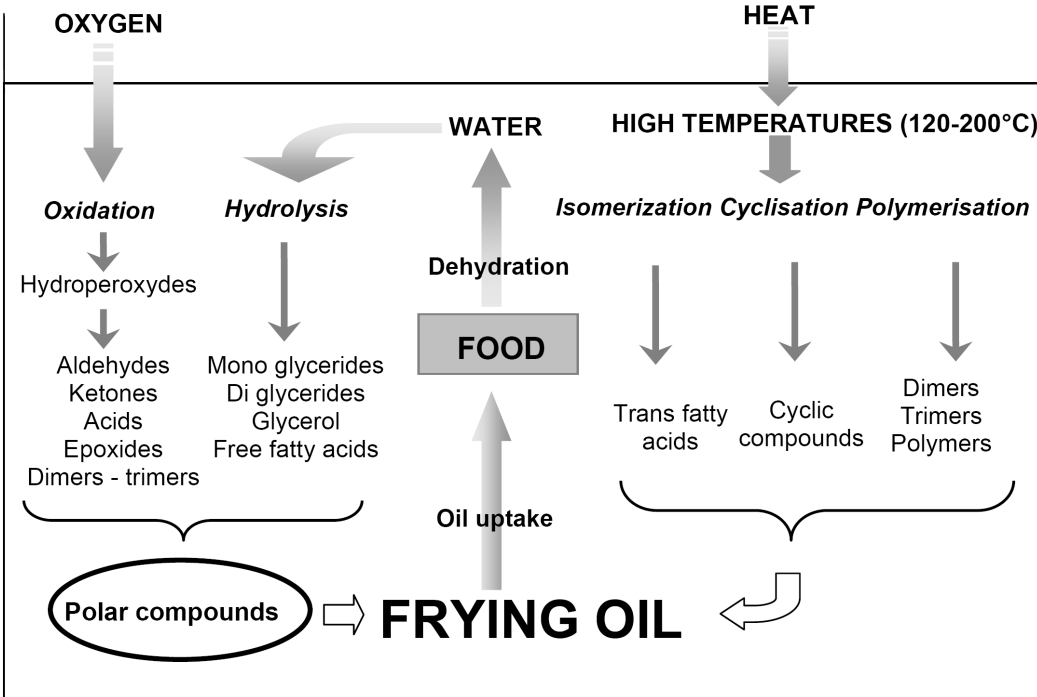 OXYGEN
HEAT
WATER
HIGH TEMPERATURES (120-200°C)
Oxidation
Hydrolysis
Isomerization Cyclisation Polymerisation
Hydroperoxydes
Dehydration
FOOD
Aldehydes
Ketones
Acids
Epoxides
Dimers - trimers
Mono glycerides
Di glycerides
Glycerol
Free fatty acids
Trans fatty
acids
Cyclic
compounds
Dimers
Trimers
Polymers
Oil uptake
Polar compounds
FRYING OIL